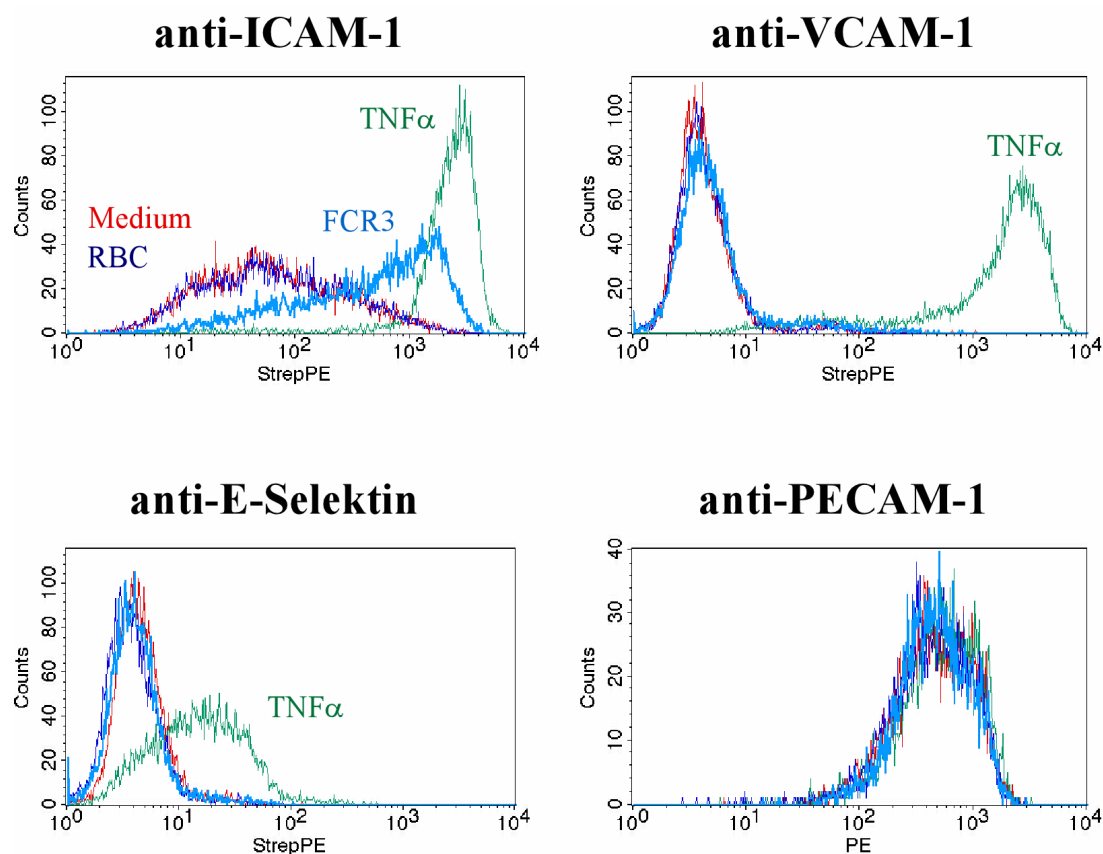 anti-ICAM-1
Counts
0 20 40 60 80 100
TNFα
Medium
FCR3
RBC
10⁰ 10¹ 10² 10³ 10⁴
StrepPE
anti-VCAM-1
Counts
0 20 40 60 80 100
TNFα
10⁰ 10¹ 10² 10³ 10⁴
StrepPE
anti-E-Selektin
Counts
0 20 40 60 80 100
TNFα
10⁰ 10¹ 10² 10³ 10⁴
StrepPE
anti-PECAM-1
Counts
0 10 20 30 40
10⁰ 10¹ 10² 10³ 10⁴
PE